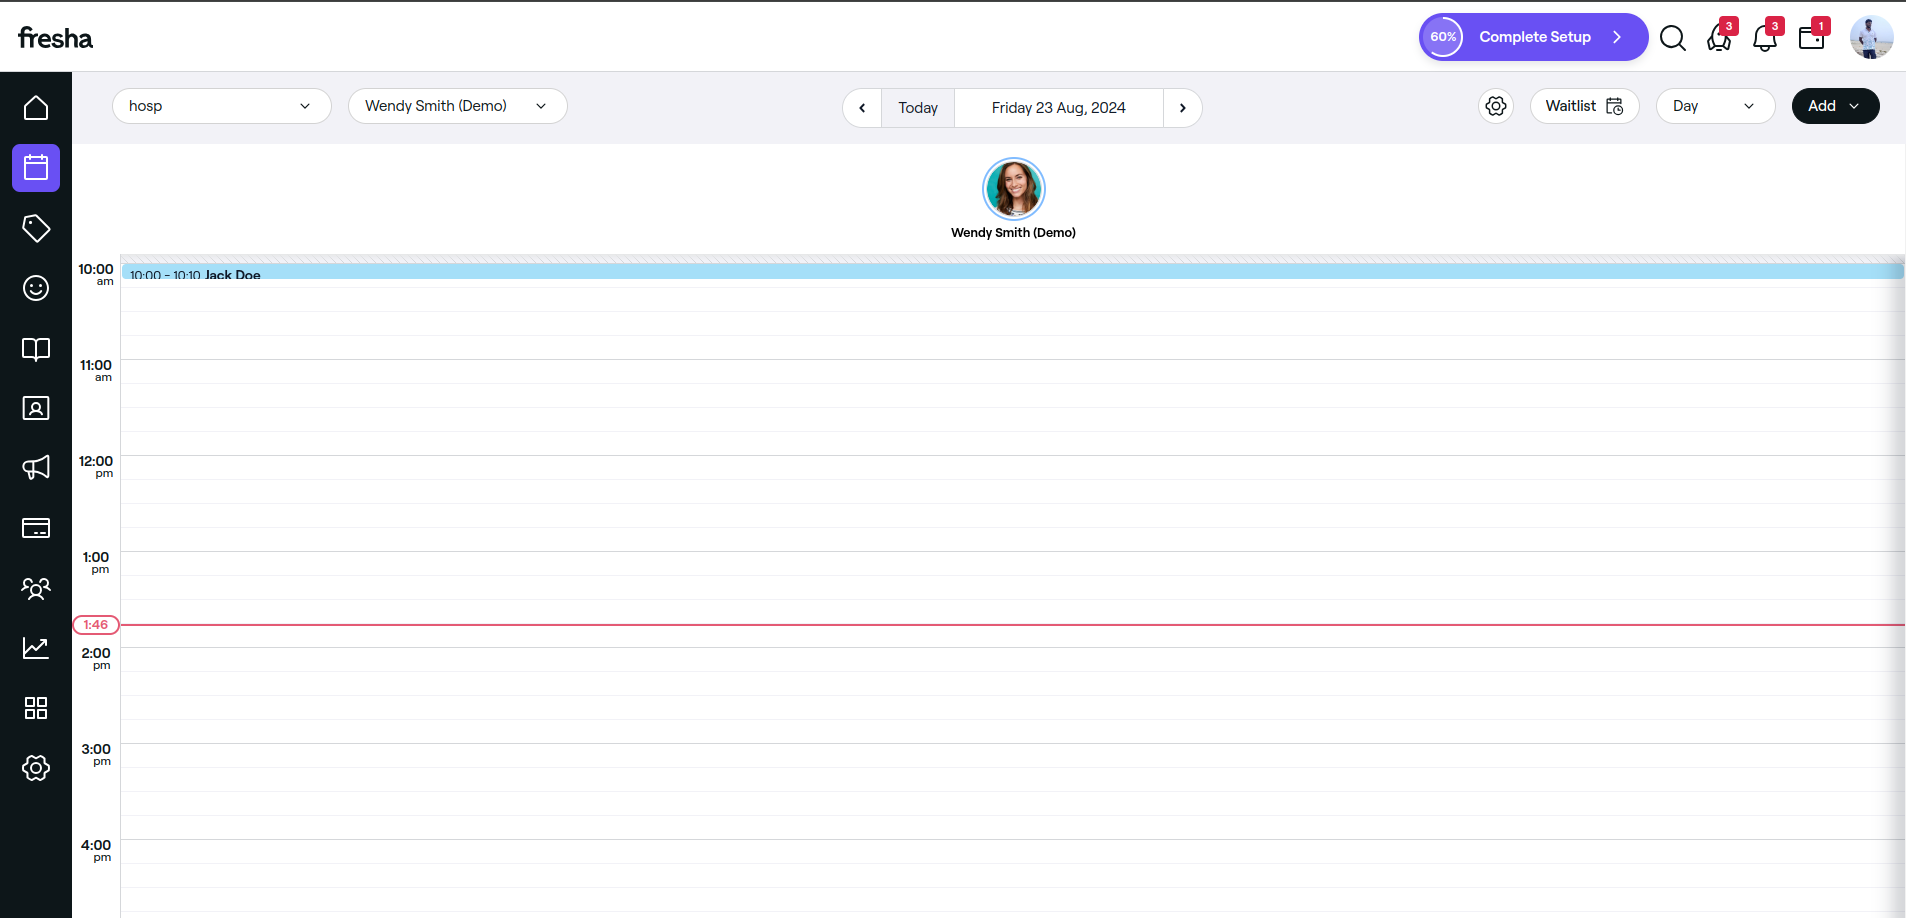 fresha
60% Complete Setup
3
3
1
hosp
Wendy Smith (Demo)
Today
Friday 23 Aug, 2024
Waitlist
Day
Add
Wendy Smith (Demo)
10:00
am
10:00 - 10:10 Jack Doe
11:00
am
12:00
pm
1:00
pm
1:46
2:00
pm
3:00
pm
4:00
pm